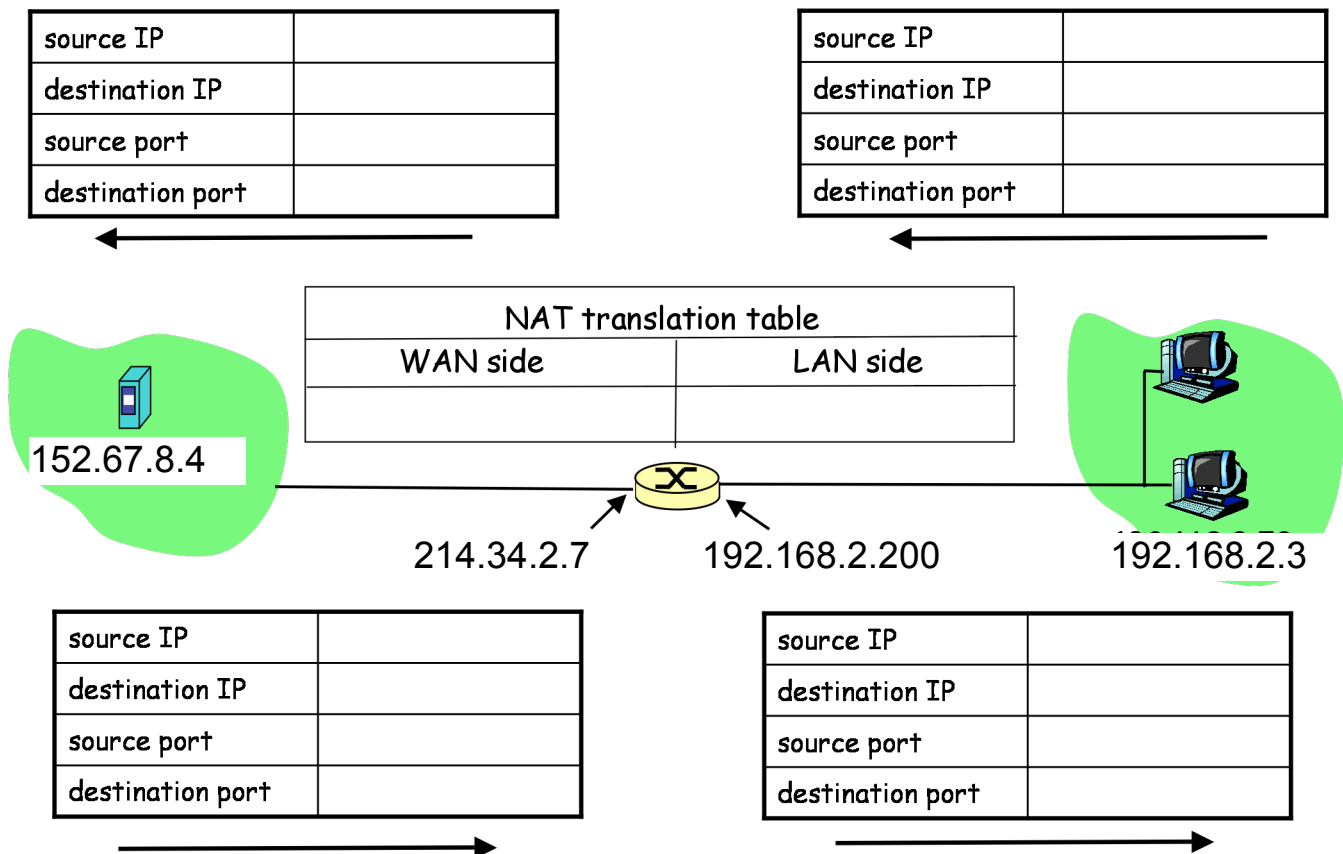 source IP
destination IP
source port
destination port
source IP
destination IP
source port
destination port
NAT translation table
WAN side LAN side
152.67.8.4
214.34.2.7
192.168.2.200
192.168.2.3
source IP
destination IP
source port
destination port
source IP
destination IP
source port
destination port